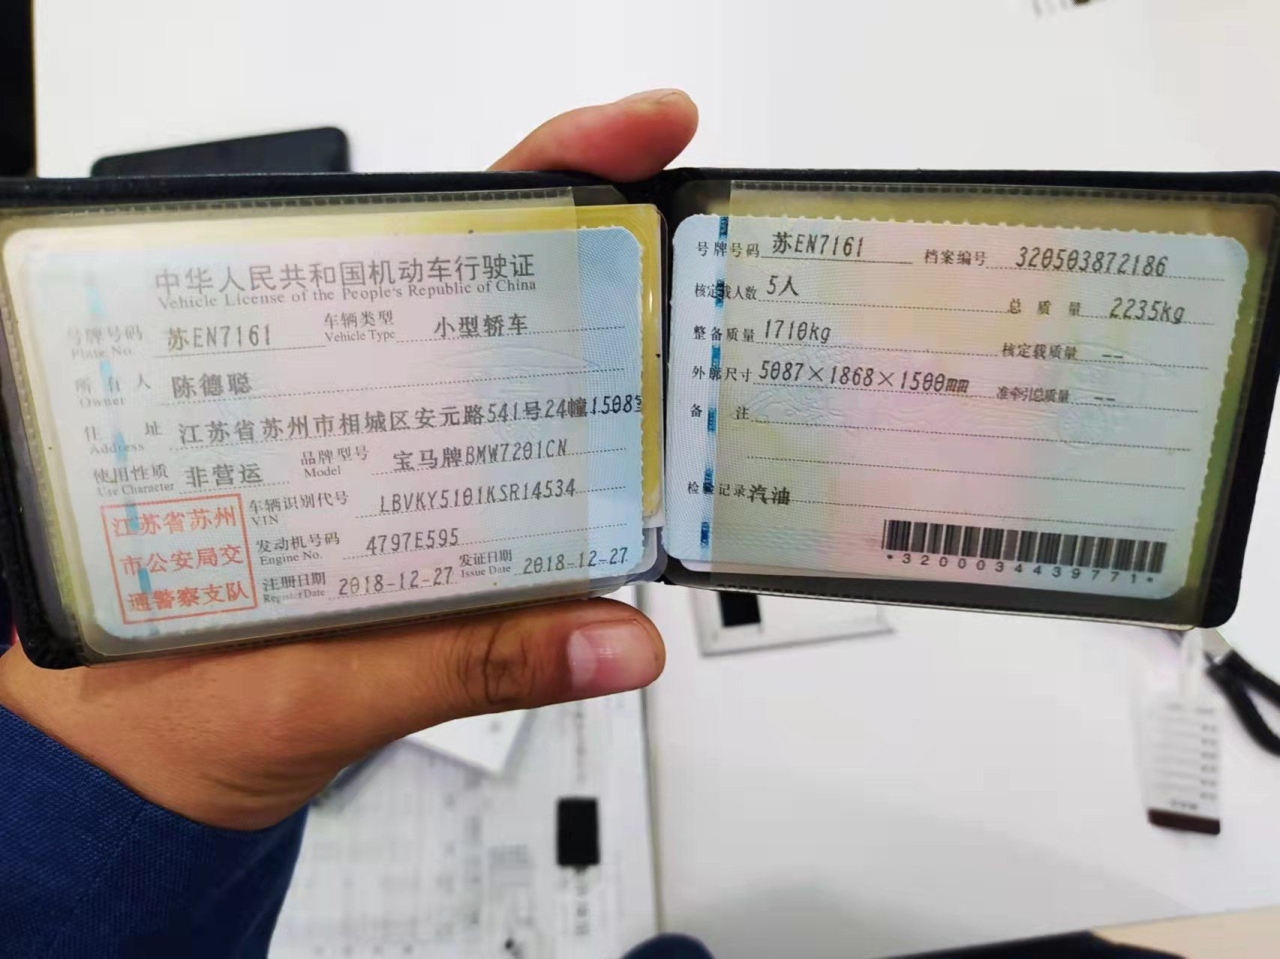 中华人民共和国机动车行驶证
Vehicle License of the People's Republic of China
号牌号码 苏EN7161 车辆类型 小型轿车
Plate No. Vehicle Type
所有人 陈德聪
Owner
住址 江苏省苏州市相城区安元路541号24幢1508室
Address
使用性质 非营运 品牌型号 宝马牌BMW7201CN
Use Character Model
江苏省苏州
市公安局交
通警察支队
车辆识别代号 LBVKY5101KSR14534
VIN
发动机号码 4797E595
Engine No.
注册日期 2018-12-27 发证日期 2018-12-27
Register Date Issue Date
号牌号码 苏EN7161 档案编号 320503872186
核定载人数 5人 总质量 2235kg
整备质量 1710kg 核定载质量 --
外廓尺寸 5087×1868×1500mm 准牵引总质量 --
备注
检验记录 汽油
*3200034439771*